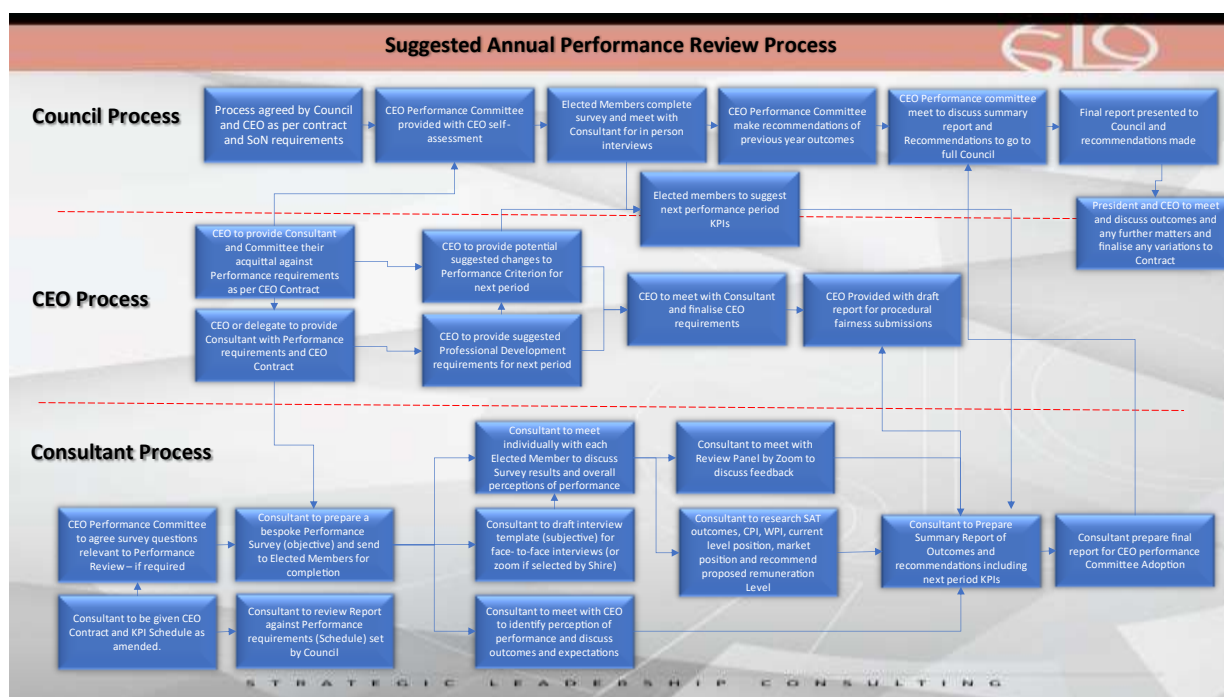 Suggested Annual Performance Review Process
SLC
Council Process
Process agreed by Council
and CEO as per contract
and SoN requirements
CEO Performance Committee
provided with CEO self-
assessment
Elected Members complete
survey and meet with
Consultant for in person
interviews
CEO Performance Committee
make recommendations of
previous year outcomes
CEO Performance committee
meet to discuss summary
report and
Recommendations to go to
full Council
Final report presented to
Council and
recommendations made
Elected members to suggest
next performance period
KPIs
President and CEO to meet
and discuss outcomes and
any further matters and
finalise any variations to
Contract
CEO Process
CEO to provide Consultant
and Committee their
acquittal against
Performance requirements
as per CEO Contract
CEO to provide potential
suggested changes to
Performance Criterion for
next period
CEO to meet with Consultant
and finalise CEO
requirements
CEO Provided with draft
report for procedural
fairness submissions
CEO or delegate to provide
Consultant with Performance
requirements and CEO
Contract
CEO to provide suggested
Professional Development
requirements for next period
Consultant Process
Consultant to meet
individually with each
Elected Member to discuss
Survey results and overall
perceptions of performance
Consultant to meet with
Review Panel by Zoom to
discuss feedback
CEO Performance Committee
to agree survey questions
relevant to Performance
Review – if required
Consultant to prepare a
bespoke Performance
Survey (objective) and send
to Elected Members for
completion
Consultant to draft interview
template (subjective) for
face- to-face interviews (or
zoom if selected by Shire)
Consultant to research SAT
outcomes, CPI, WPI, current
level position, market
position and recommend
proposed remuneration
Level
Consultant to Prepare
Summary Report of
Outcomes and
recommendations including
next period KPIs
Consultant prepare final
report for CEO performance
Committee Adoption
Consultant to be given CEO
Contract and KPI Schedule as
amended.
Consultant to review Report
against Performance
requirements (Schedule) set
by Council
Consultant to meet with CEO
to identify perception of
performance and discuss
outcomes and expectations
STRATEGIC LEADERSHIP CONSULTING